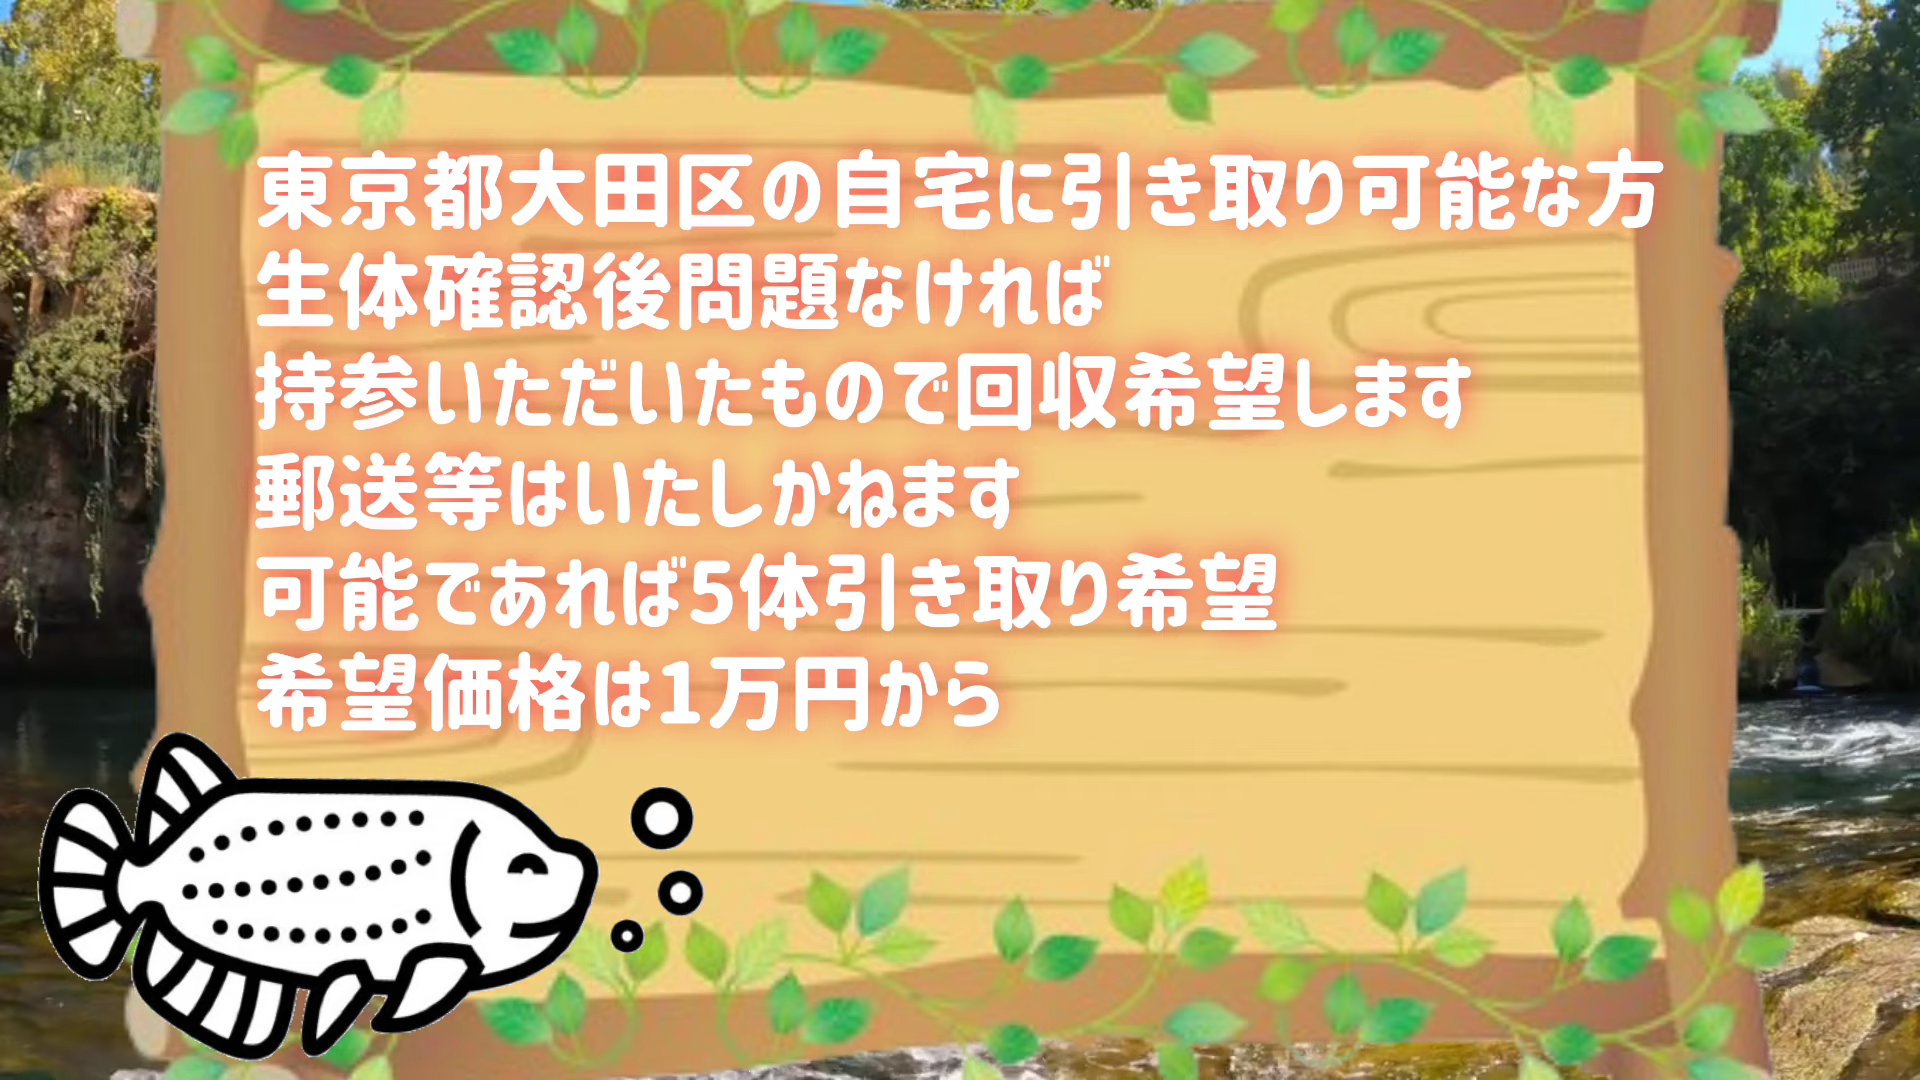 東京都大田区の自宅に引き取り可能な方
生体確認後問題なければ
持参いただいたもので回収希望します
郵送等はいたしかねます
可能であれば5体引き取り希望
希望価格は1万円から